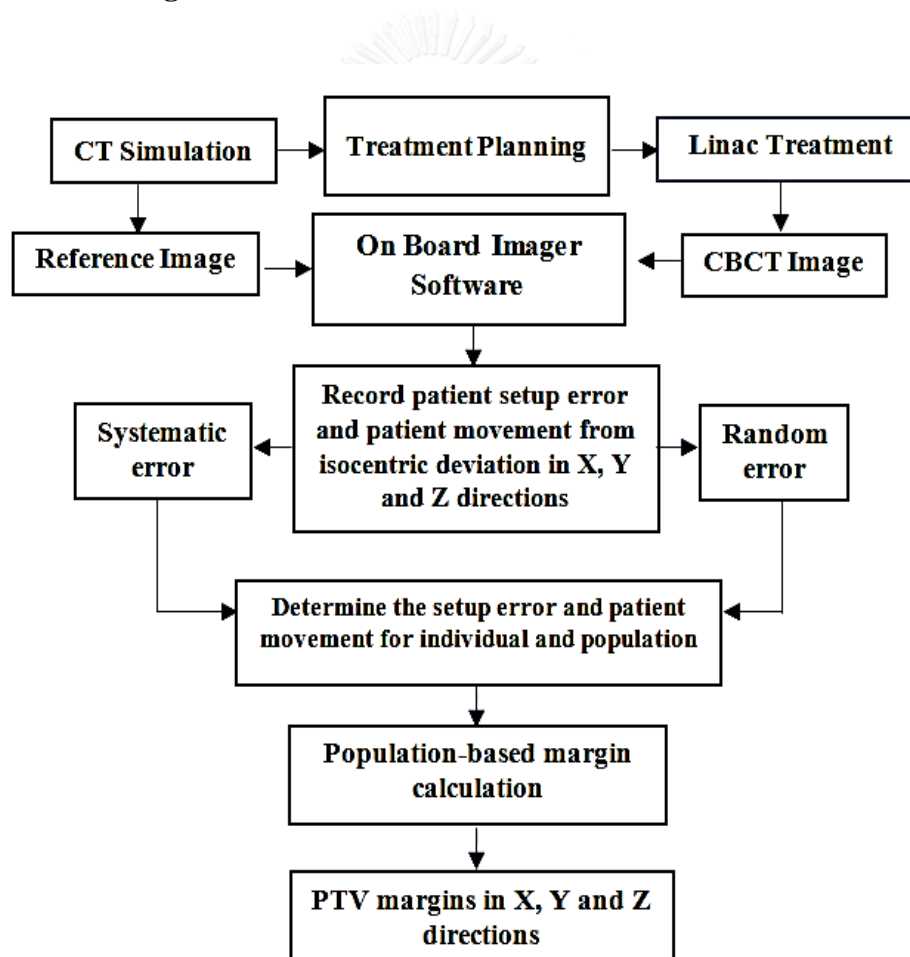 CT Simulation
Treatment Planning
Linac Treatment
Reference Image
On Board Imager
Software
CBCT Image
Record patient setup error
and patient movement from
isocentric deviation in X, Y
and Z directions
Systematic
error
Random
error
Determine the setup error and patient
movement for individual and population
Population-based margin
calculation
PTV margins in X, Y and Z
directions